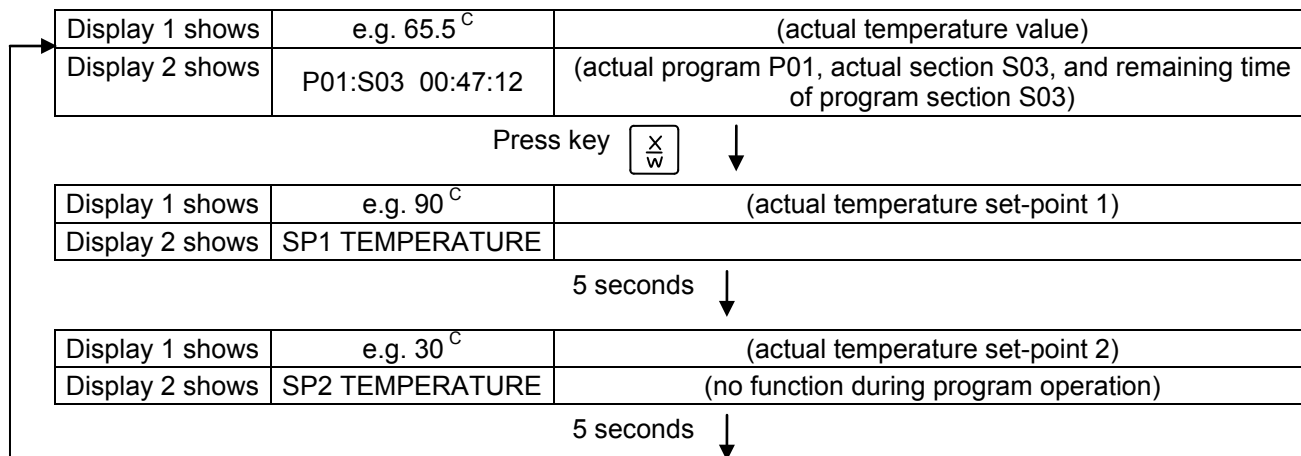 Display 1 shows e.g. 65.5 C (actual temperature value)
Display 2 shows P01:S03 00:47:12 (actual program P01, actual section S03, and remaining time
of program section S03)
Press key X/W
Display 1 shows e.g. 90 C (actual temperature set-point 1)
Display 2 shows SP1 TEMPERATURE
5 seconds
Display 1 shows e.g. 30 C (actual temperature set-point 2)
Display 2 shows SP2 TEMPERATURE (no function during program operation)
5 seconds